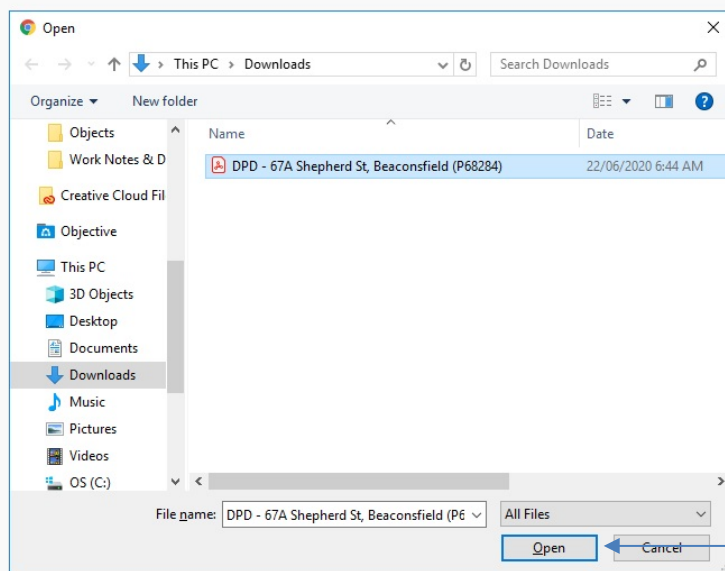 Open
This PC > Downloads
Search Downloads
Organize
New folder
Objects
Work Notes & D
Creative Cloud Fil
Objective
This PC
3D Objects
Desktop
Documents
Downloads
Music
Pictures
Videos
OS (C:)
Name
Date
DPD - 67A Shepherd St, Beaconsfield (P68284)
22/06/2020 6:44 AM
File name:
DPD - 67A Shepherd St, Beaconsfield (P6
All Files
Open
Cancel